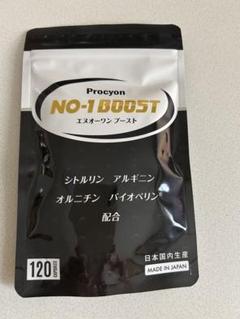 Procyon
NO-1 BOOST
エヌオーワン ブースト
シトルリン アルギニン
オルニチン バイオペリン®
配合
日本国内生産
MADE IN JAPAN
120